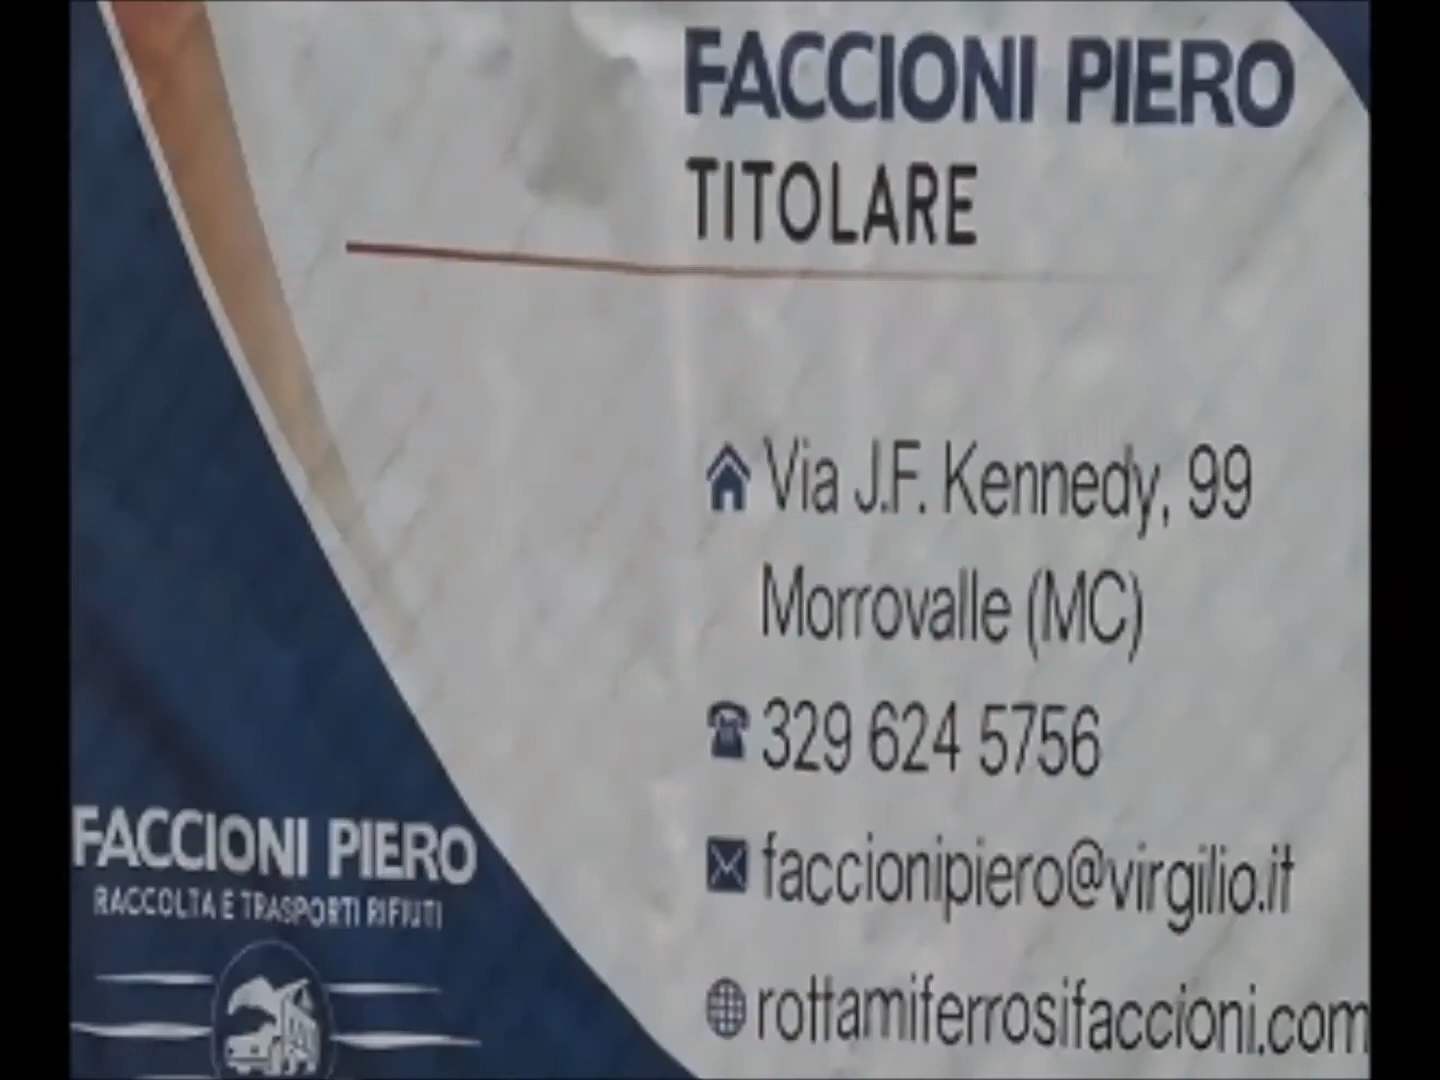 FACCIONI PIERO
TITOLARE
Via J.F. Kennedy, 99
Morrovalle (MC)
329 624 5756
faccionipiero@virgilio.it
rottamiferrosifaccioni.com
FACCIONI PIERO
RACCOLTA E TRASPORTI RIFIUTI